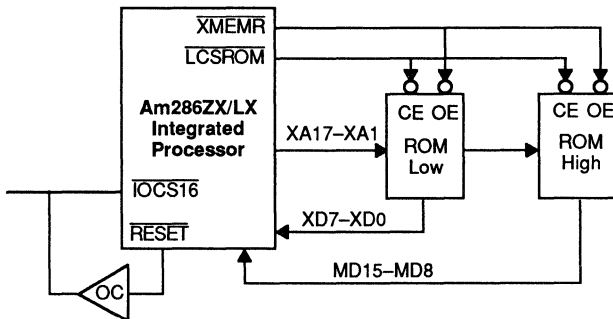 XMEMR
LCSROM
Am286ZX/LX
Integrated
Processor
XA17–XA1
CE OE
ROM
Low
CE OE
ROM
High
IOCS16
XD7–XD0
RESET
MD15–MD8
OC